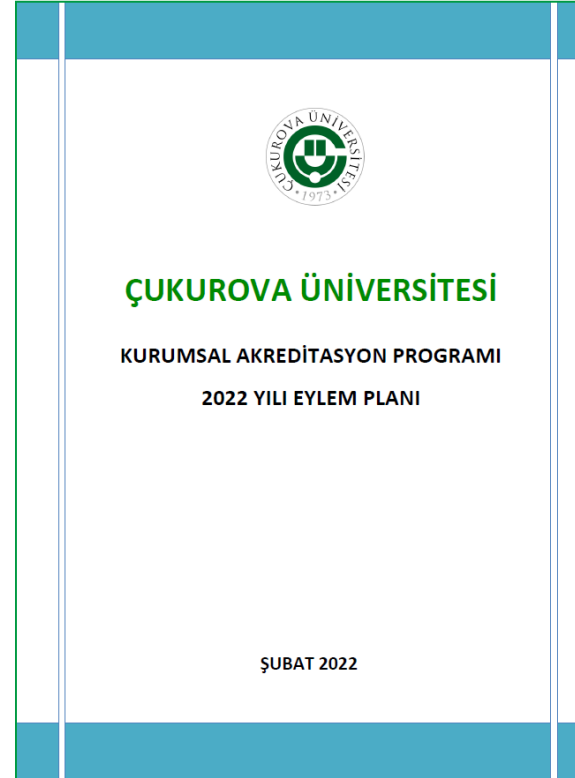 ÇUKUROVA ÜNİVERSİTESİ
•1973•
ÇUKUROVA ÜNİVERSİTESİ
KURUMSAL AKREDİTASYON PROGRAMI
2022 YILI EYLEM PLANI
ŞUBAT 2022